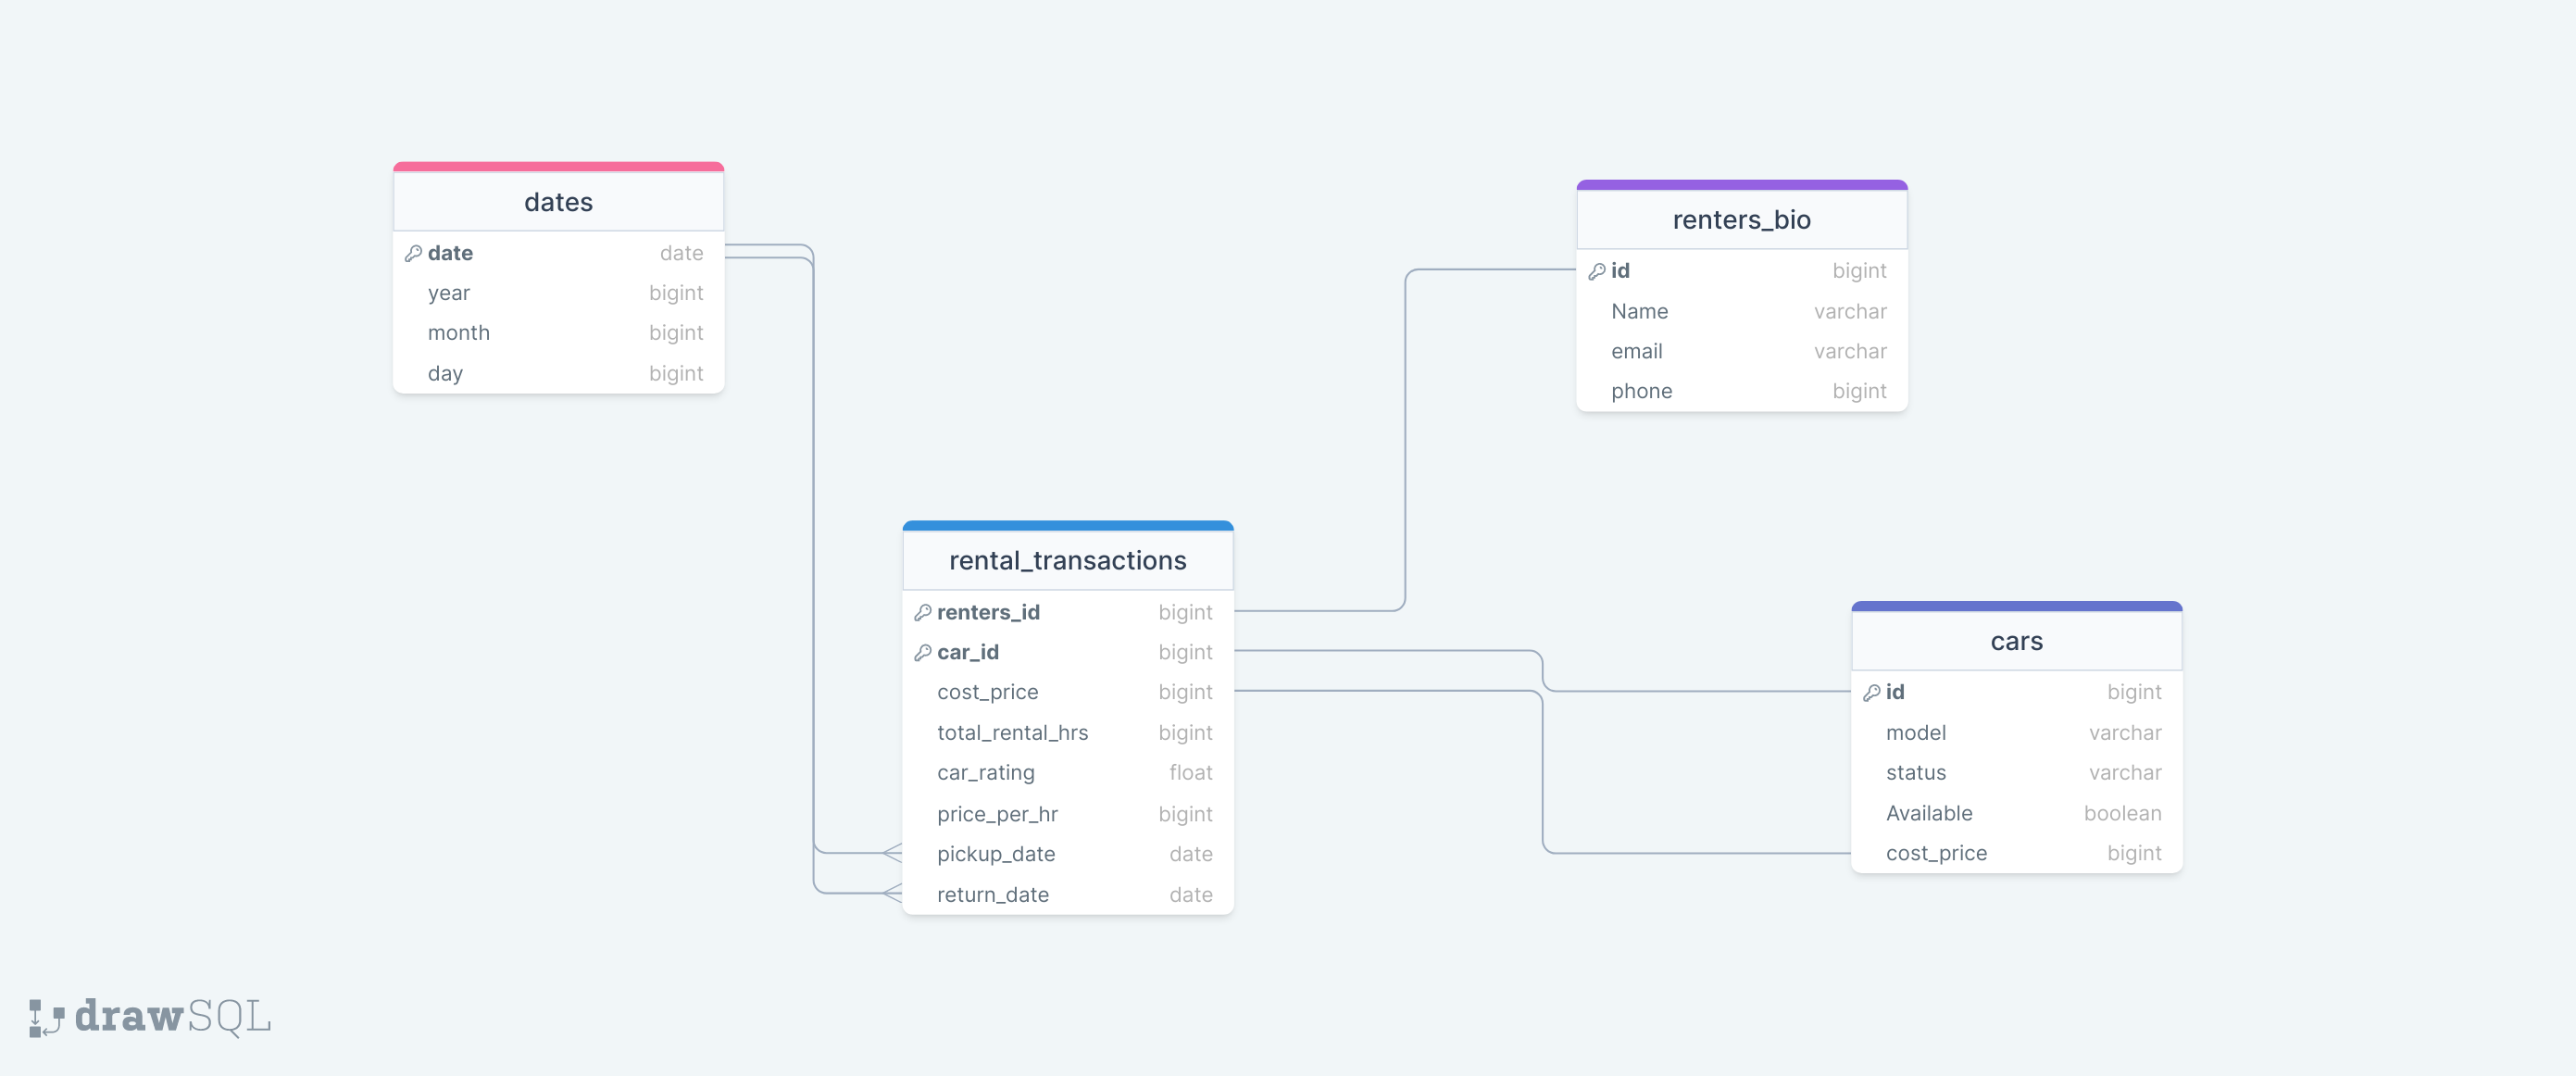 dates
date date
year bigint
month bigint
day bigint
renters_bio
id bigint
Name varchar
email varchar
phone bigint
rental_transactions
renters_id bigint
car_id bigint
cost_price bigint
total_rental_hrs bigint
car_rating float
price_per_hr bigint
pickup_date date
return_date date
cars
id bigint
model varchar
status varchar
Available boolean
cost_price bigint
drawSQL